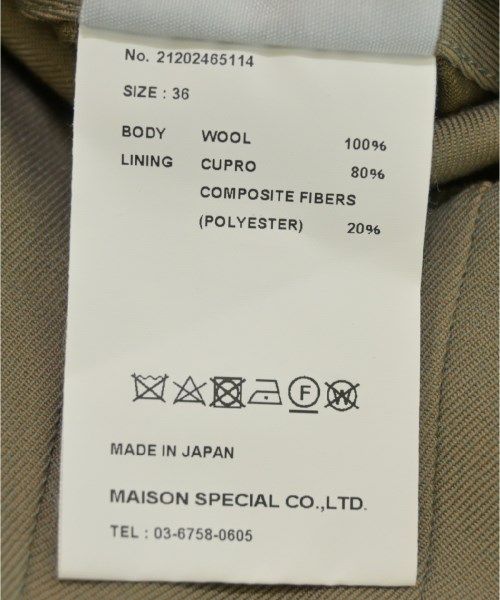 No. 21202465114
SIZE : 36
BODY WOOL 100%
LINING CUPRO 80%
COMPOSITE FIBERS
(POLYESTER) 20%
F W
MADE IN JAPAN
MAISON SPECIAL CO.,LTD.
TEL : 03-6758-0605